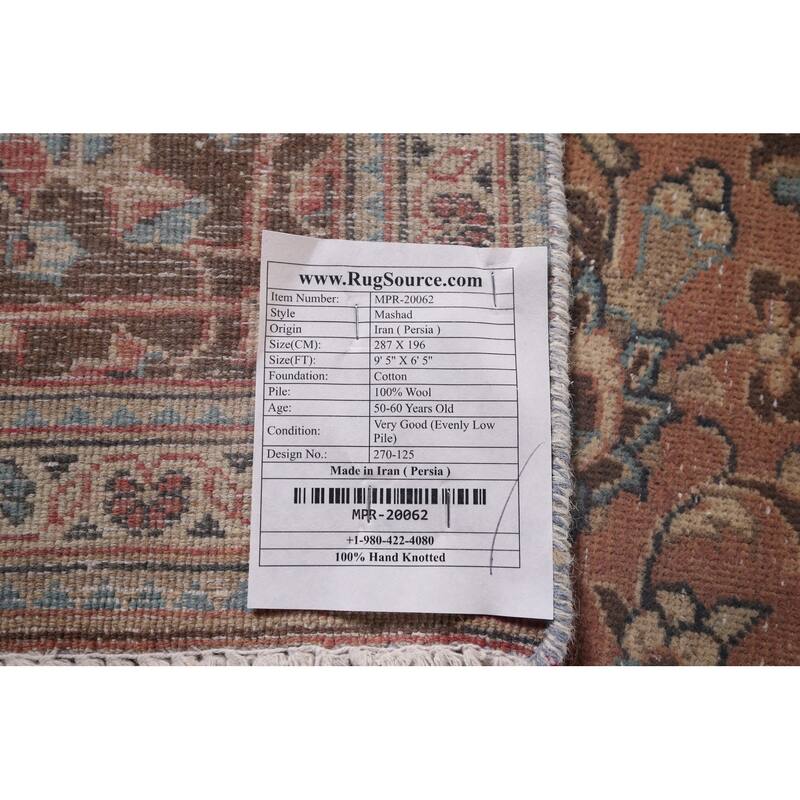 www.RugSource.com
Item Number: MPR-20062
Style Mashad
Origin Iran ( Persia )
Size(CM): 287 X 196
Size(FT): 9' 5" X 6' 5"
Foundation: Cotton
Pile: 100% Wool
Age: 50-60 Years Old
Condition: Very Good (Evenly Low
Pile)
Design No.: 270-125
Made in Iran ( Persia )
MPR-20062
+1-980-422-4080
100% Hand Knotted